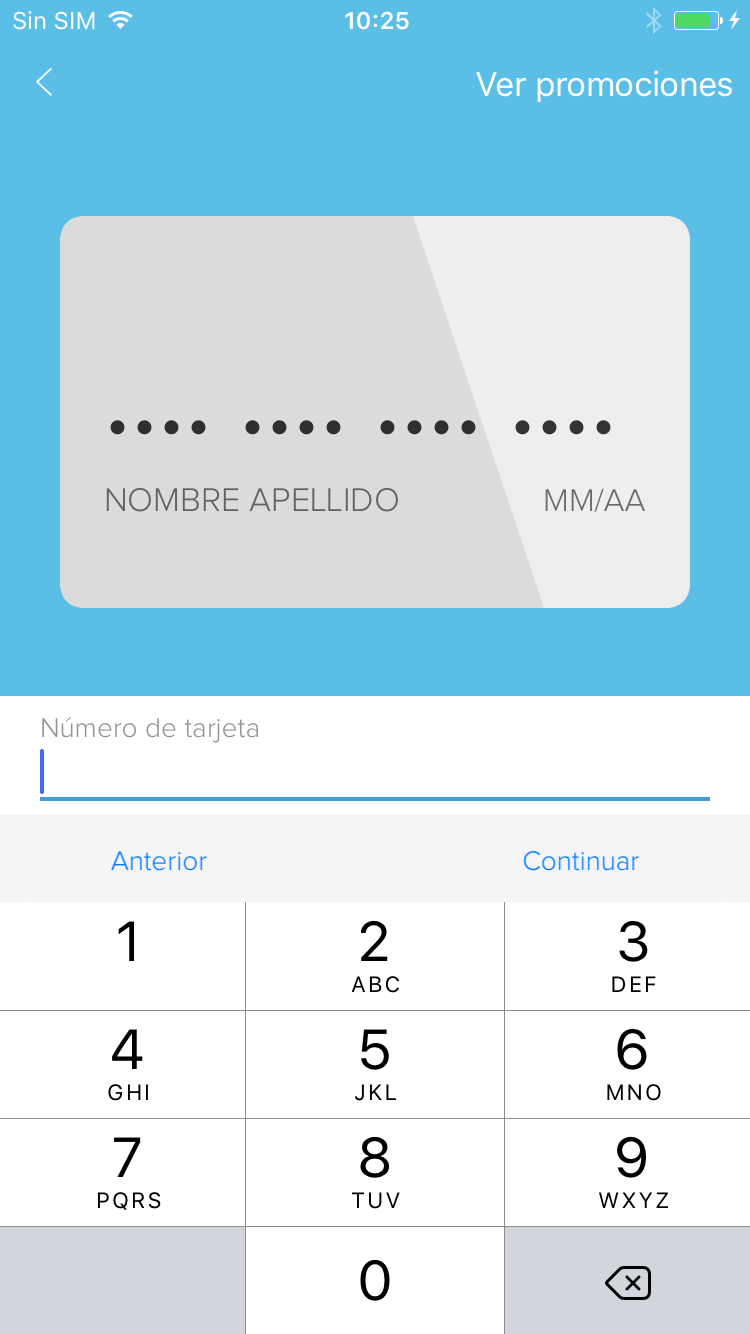 Sin SIM 10:25
Ver promociones
NOMBRE APELLIDO MM/AA
Número de tarjeta
Anterior Continuar
1 2 3
ABC DEF
4 5 6
GHI JKL MNO
7 8 9
PQRS TUV WXYZ
0